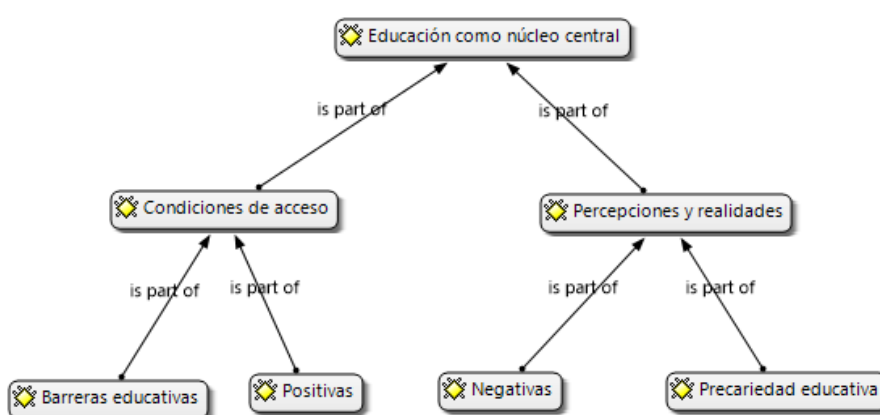 Educación como núcleo central
is part of
is part of
Condiciones de acceso
Percepciones y realidades
is part of
is part of
is part of
is part of
Barreras educativas
Positivas
Negativas
Precariedad educativa